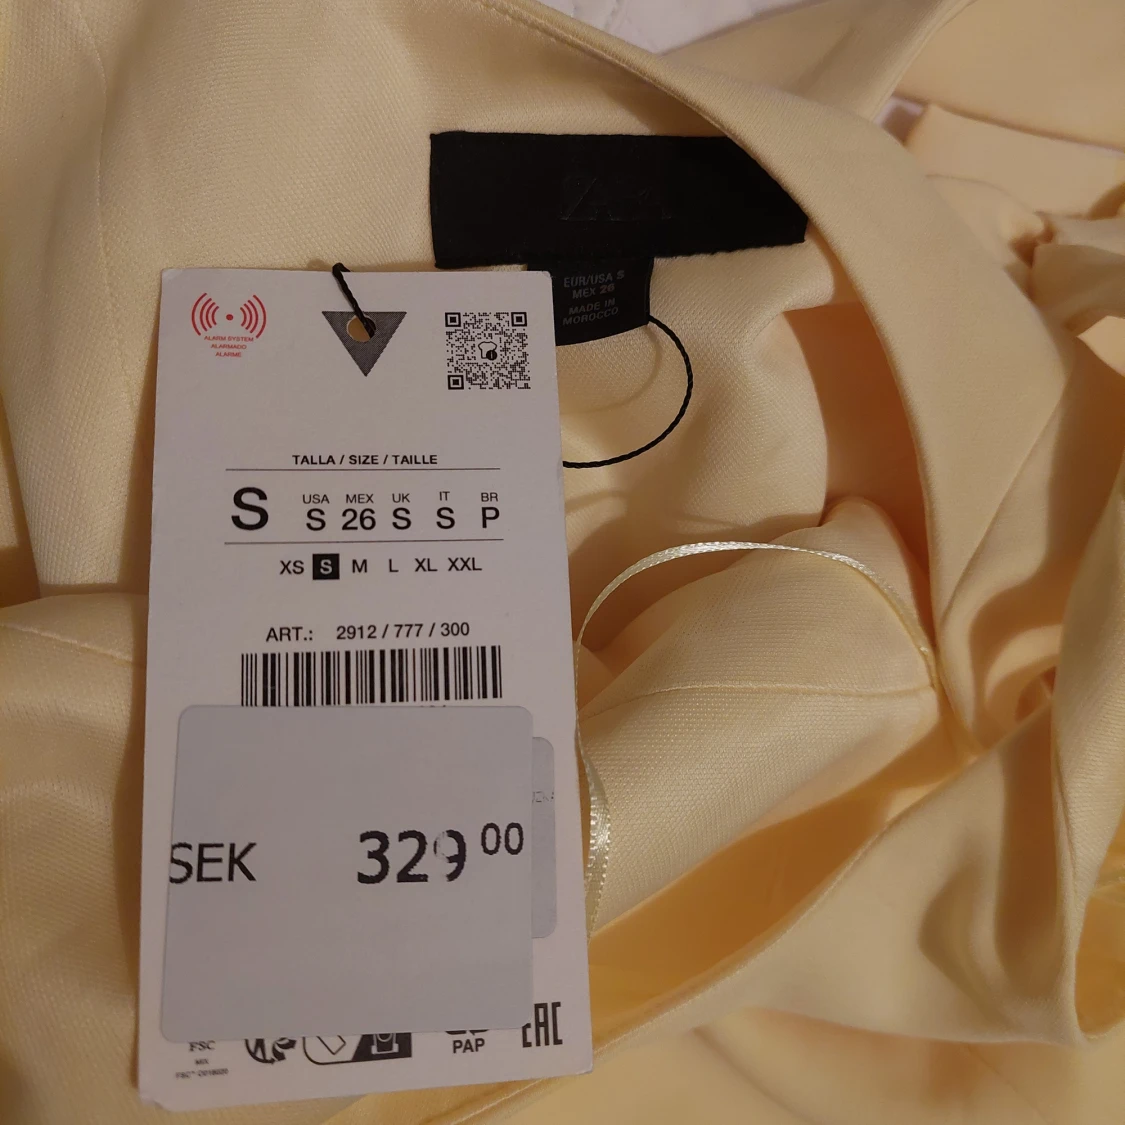 EUR/USA S
MEX 26
MADE IN
MOROCCO
ALARM SYSTEM
ALARMADO
ALARME
TALLA / SIZE / TAILLE
S
USA MEX UK IT BR
S 26 S S P
XS S M L XL XXL
ART.: 2912 / 777 / 300
SEK 329 00
FSC
MIX
PAP
EAC